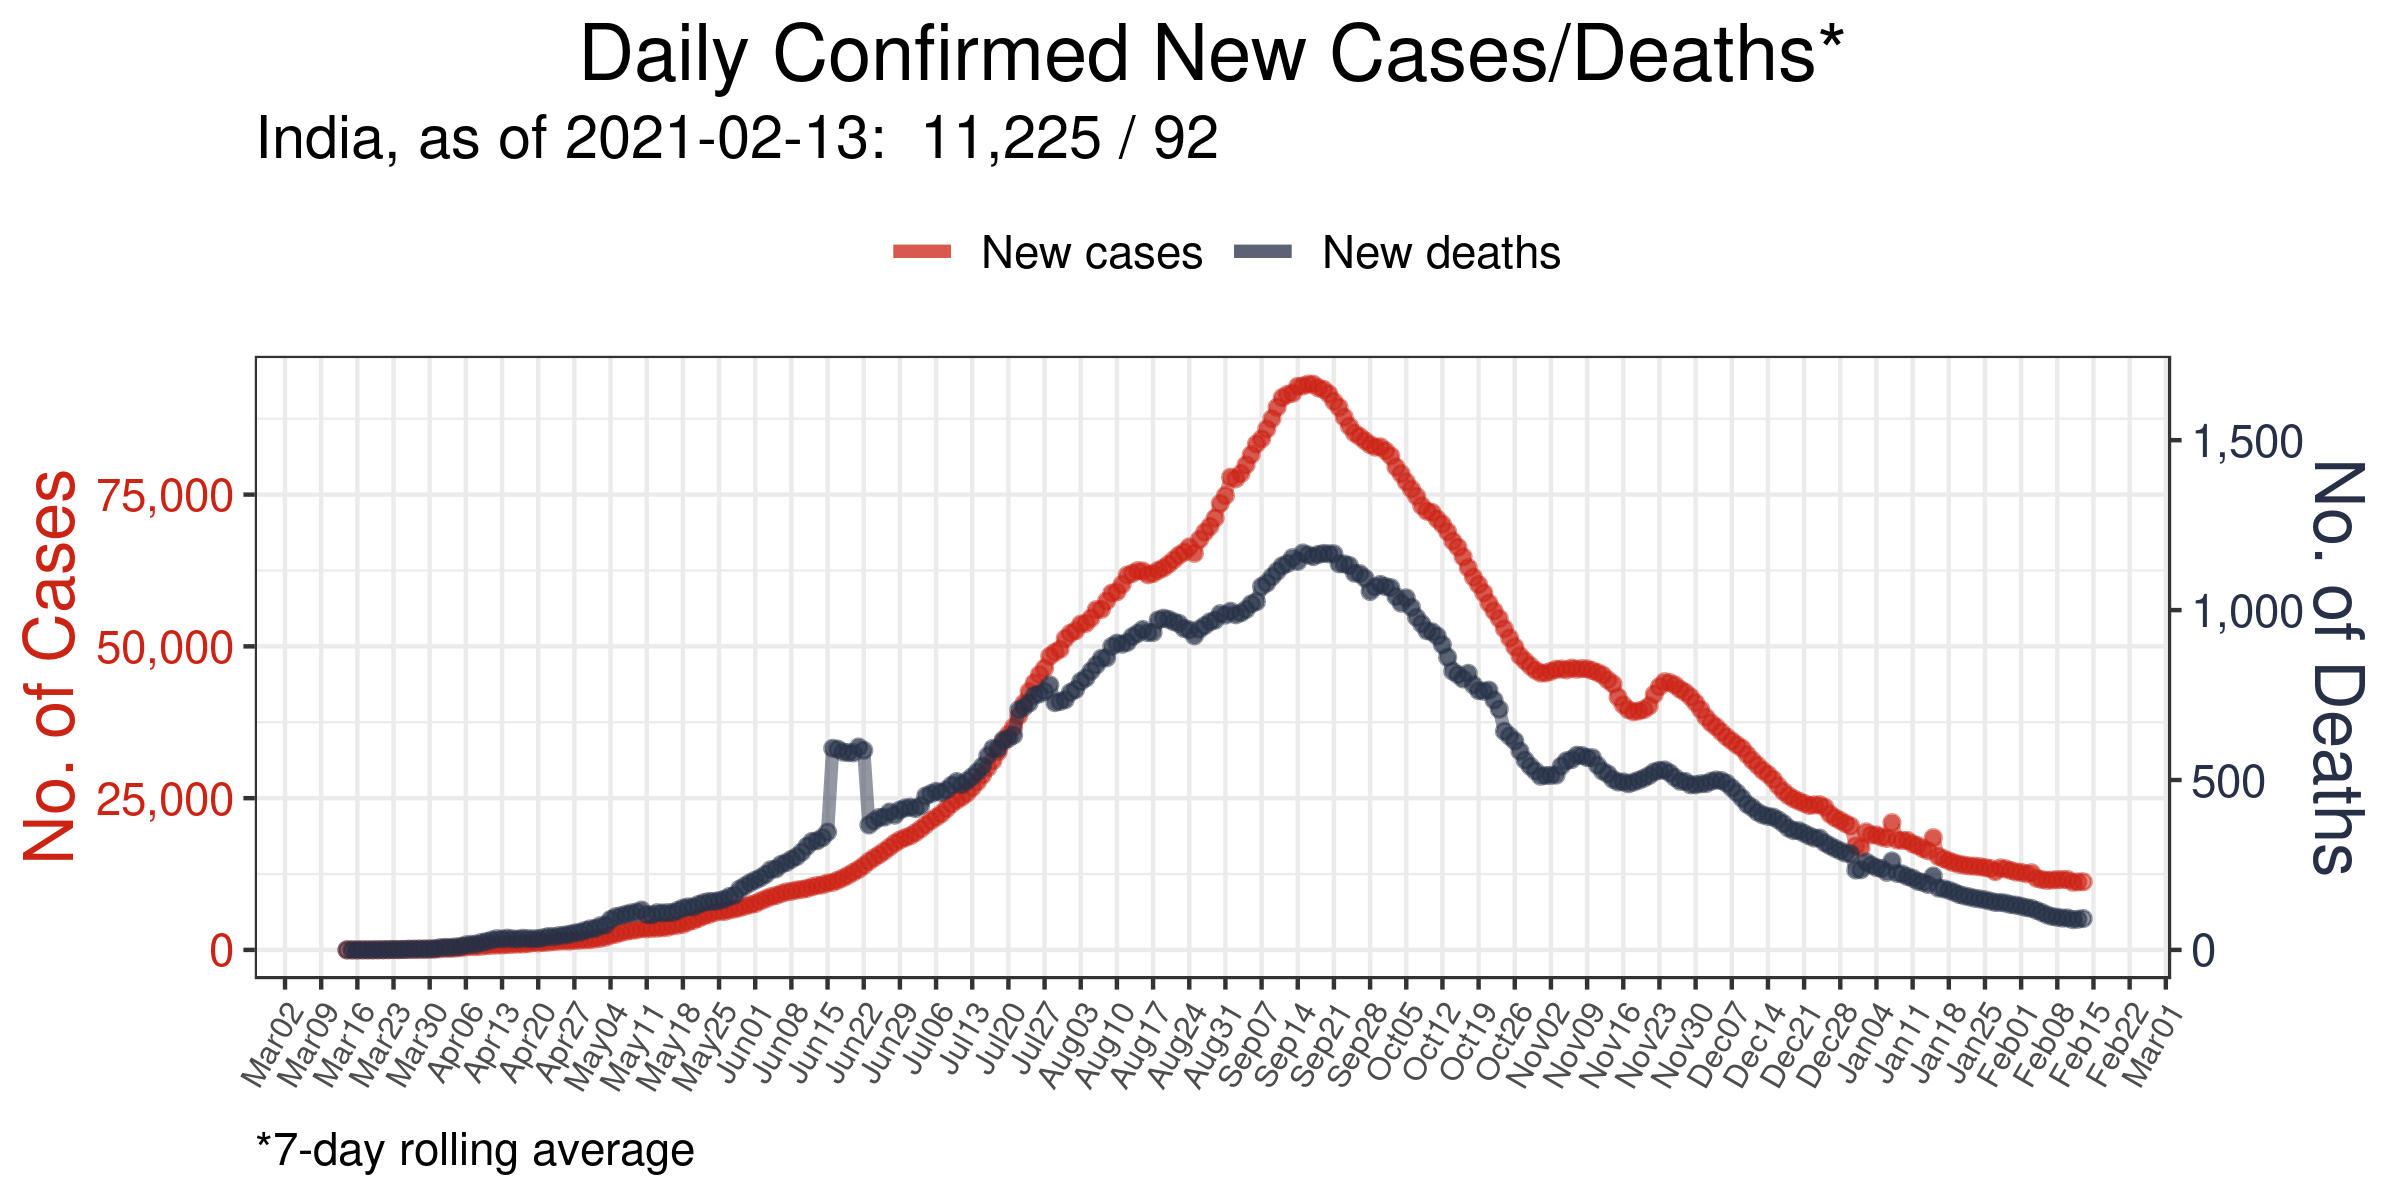 Daily Confirmed New Cases/Deaths*
India, as of 2021-02-13:  11,225 / 92
New cases New deaths
No. of Cases
75,000
50,000
25,000
0
1,500
1,000
500
0
No. of Deaths
Mar02 Mar09 Mar16 Mar23 Mar30 Apr06 Apr13 Apr20 Apr27 May04 May11 May18 May25 Jun01 Jun08 Jun15 Jun22 Jun29 Jul06 Jul13 Jul20 Jul27 Aug03 Aug10 Aug17 Aug24 Aug31 Sep07 Sep14 Sep21 Sep28 Oct05 Oct12 Oct19 Oct26 Nov02 Nov09 Nov16 Nov23 Nov30 Dec07 Dec14 Dec21 Dec28 Jan04 Jan11 Jan18 Jan25 Feb01 Feb08 Feb15 Feb22 Mar01
*7-day rolling average